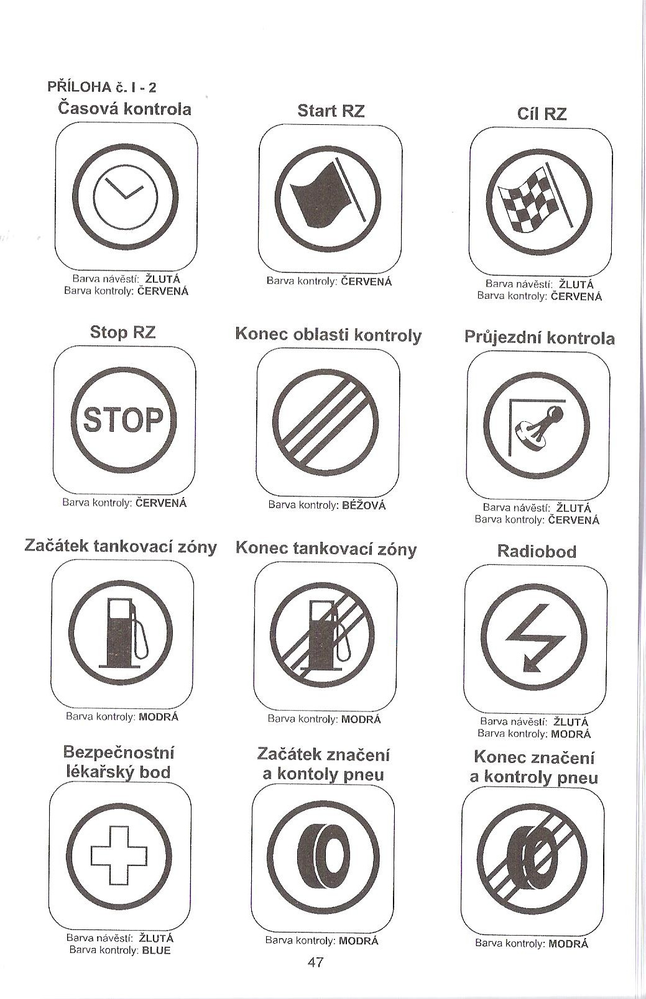 PŘÍLOHA č. I - 2
Časová kontrola
Start RZ
Cíl RZ
Barva návěstí: ŽLUTÁ
Barva kontroly: ČERVENÁ
Barva kontroly: ČERVENÁ
Barva návěstí: ŽLUTÁ
Barva kontroly: ČERVENÁ
Stop RZ
Konec oblasti kontroly
Průjezdní kontrola
STOP
Barva kontroly: ČERVENÁ
Barva kontroly: BÉŽOVÁ
Barva návěstí: ŽLUTÁ
Barva kontroly: ČERVENÁ
Začátek tankovací zóny
Konec tankovací zóny
Radiobod
Barva kontroly: MODRÁ
Barva kontroly: MODRÁ
Barva návěstí: ŽLUTÁ
Barva kontroly: MODRÁ
Bezpečnostní
lékařský bod
Začátek značení
a kontoly pneu
Konec značení
a kontroly pneu
Barva návěstí: ŽLUTÁ
Barva kontroly: BLUE
Barva kontroly: MODRÁ
Barva kontroly: MODRÁ
47